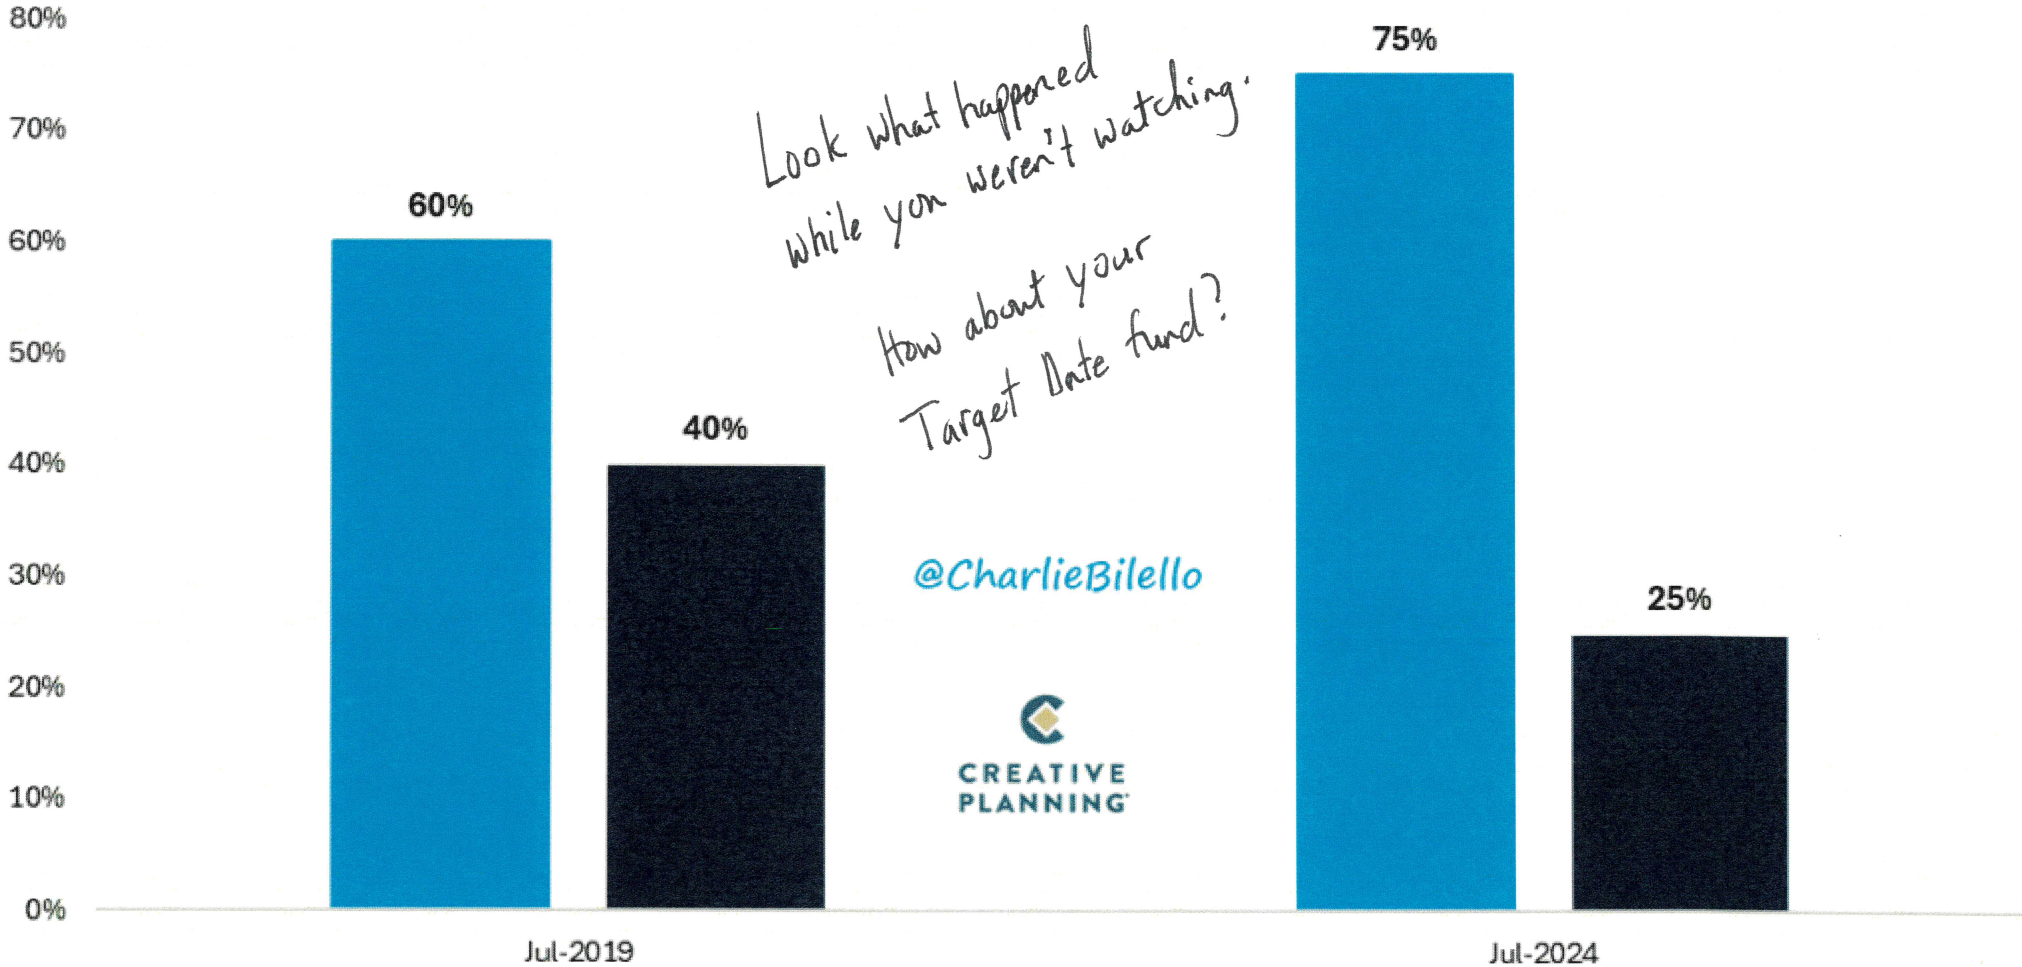 80%
70%
60%
50%
40%
30%
20%
10%
0%
60%
40%
75%
25%
Look what happened
while you weren't watching.
How about your
Target Date fund?
@CharlieBilello
CREATIVE
PLANNING
Jul-2019
Jul-2024